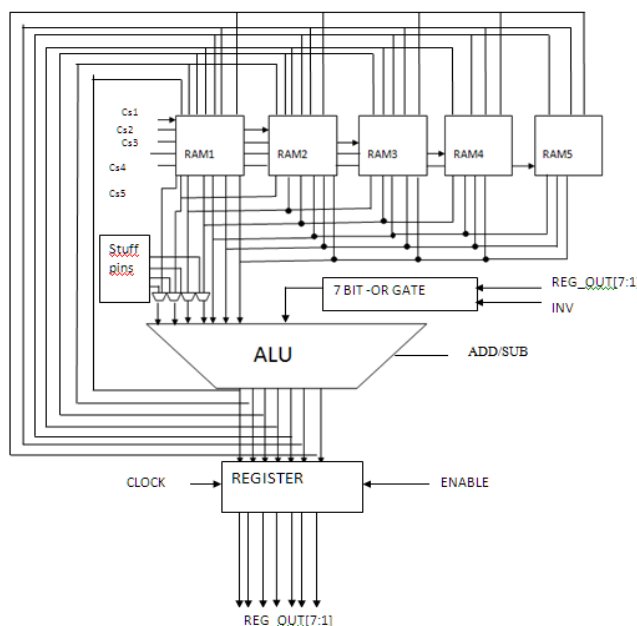 Cs1
Cs2
Cs3
Cs4
Cs5
RAM1
RAM2
RAM3
RAM4
RAM5
Stuff
pins
7 BIT -OR GATE
REG_OUT[7:1]
INV
ALU
ADD/SUB
CLOCK
REGISTER
ENABLE
REG_OUT[7:1]